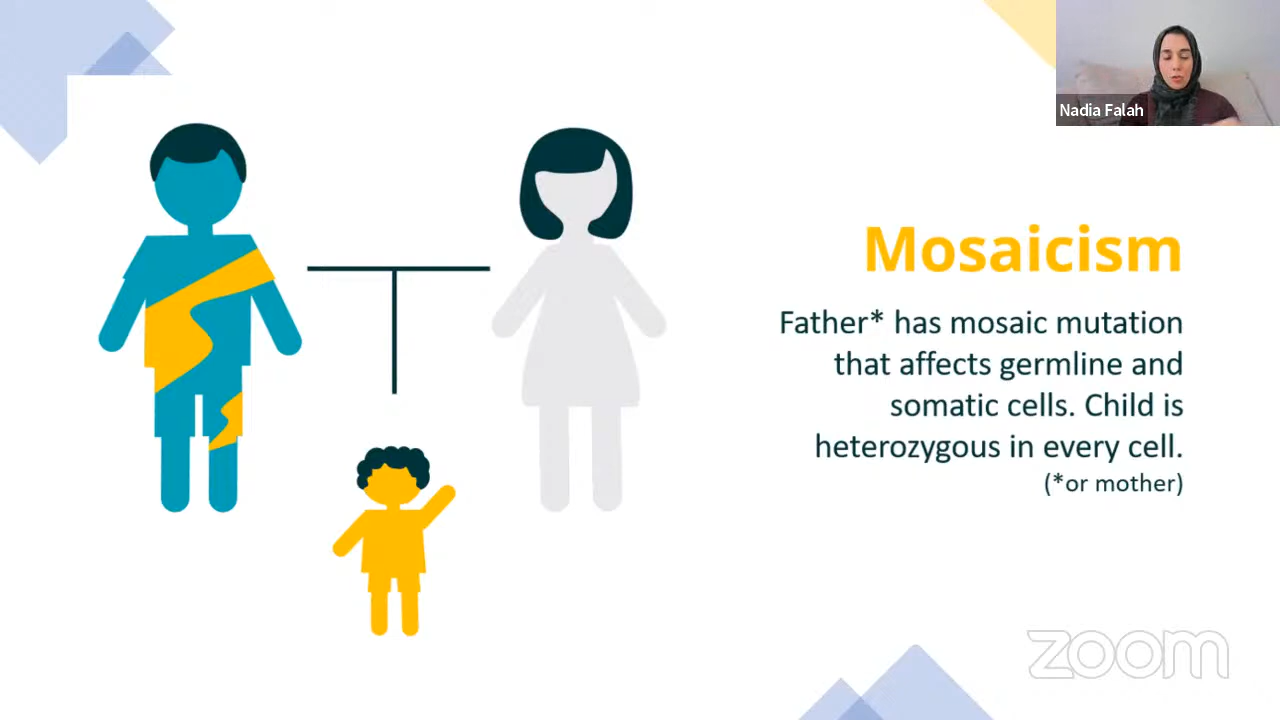 Nadia Falah
Mosaicism
Father* has mosaic mutation
that affects germline and
somatic cells. Child is
heterozygous in every cell.
(*or mother)
zoom